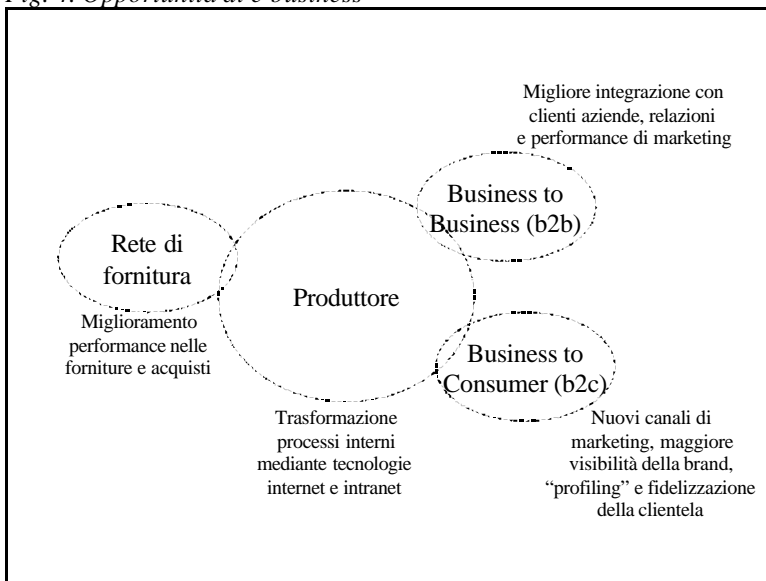 Fig. 4. Opportunità di e-business
Migliore integrazione con
clienti aziende, relazioni
e performance di marketing
Business to
Business (b2b)
Rete di
fornitura
Produttore
Miglioramento
performance nelle
forniture e acquisti
Business to
Consumer (b2c)
Trasformazione
processi interni
mediante tecnologie
internet e intranet
Nuovi canali di
marketing, maggiore
visibilità della brand,
“profiling” e fidelizzazione
della clientela